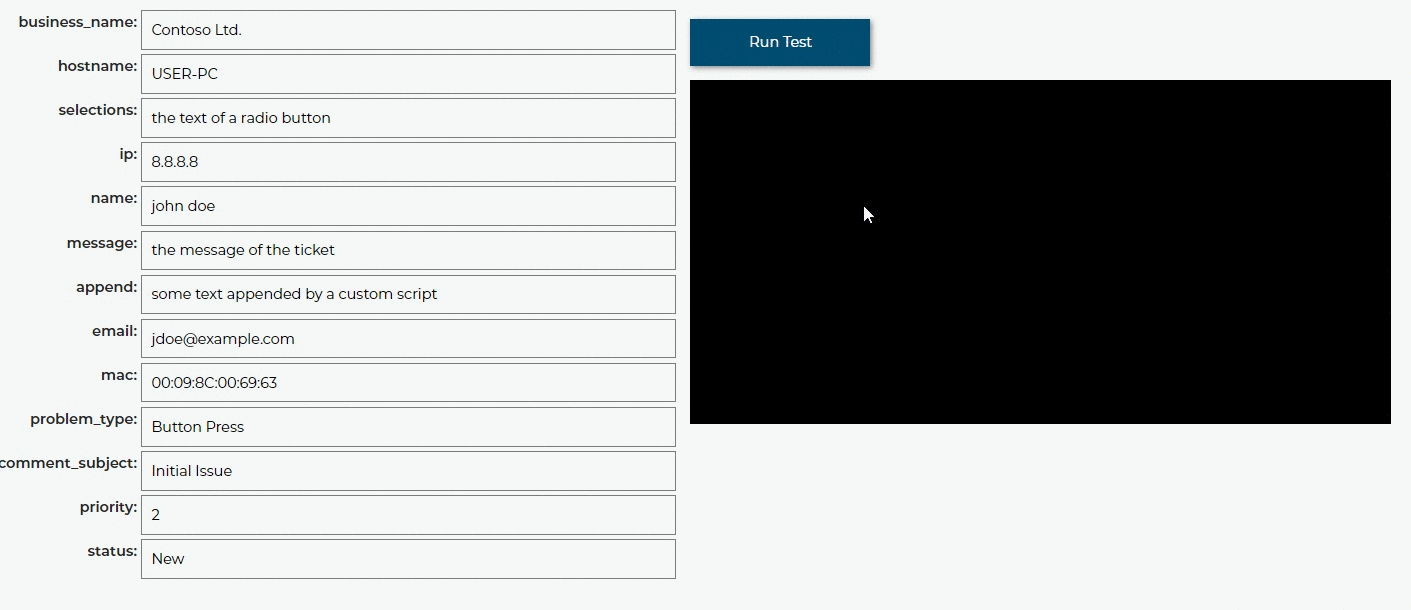 business_name: Contoso Ltd.
hostname: USER-PC
selections: the text of a radio button
ip: 8.8.8.8
name: john doe
message: the message of the ticket
append: some text appended by a custom script
email: jdoe@example.com
mac: 00:09:8C:00:69:63
problem_type: Button Press
comment_subject: Initial Issue
priority: 2
status: New
Run Test